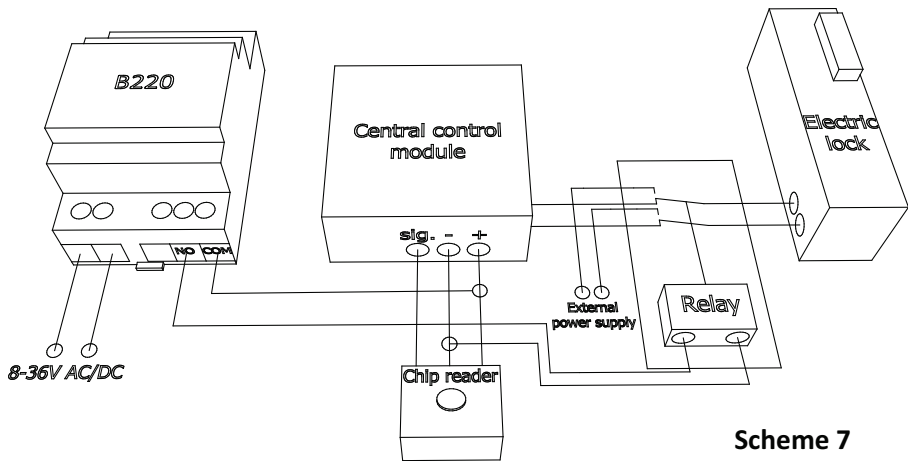 B220
Central control
module
Electric
lock
sig. - +
NO COM
External
power supply
Relay
8-36V AC/DC
Chip reader
Scheme 7